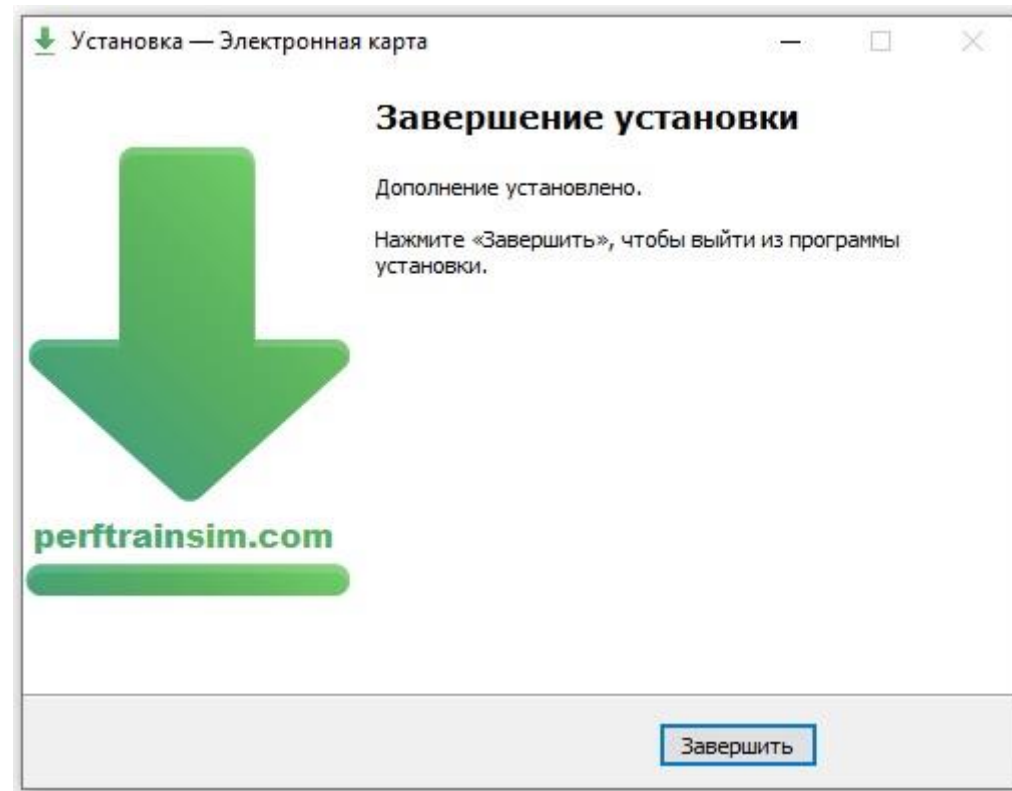 Установка — Электронная карта
Завершение установки
Дополнение установлено.
Нажмите «Завершить», чтобы выйти из программы
установки.
perftrainsim.com
Завершить